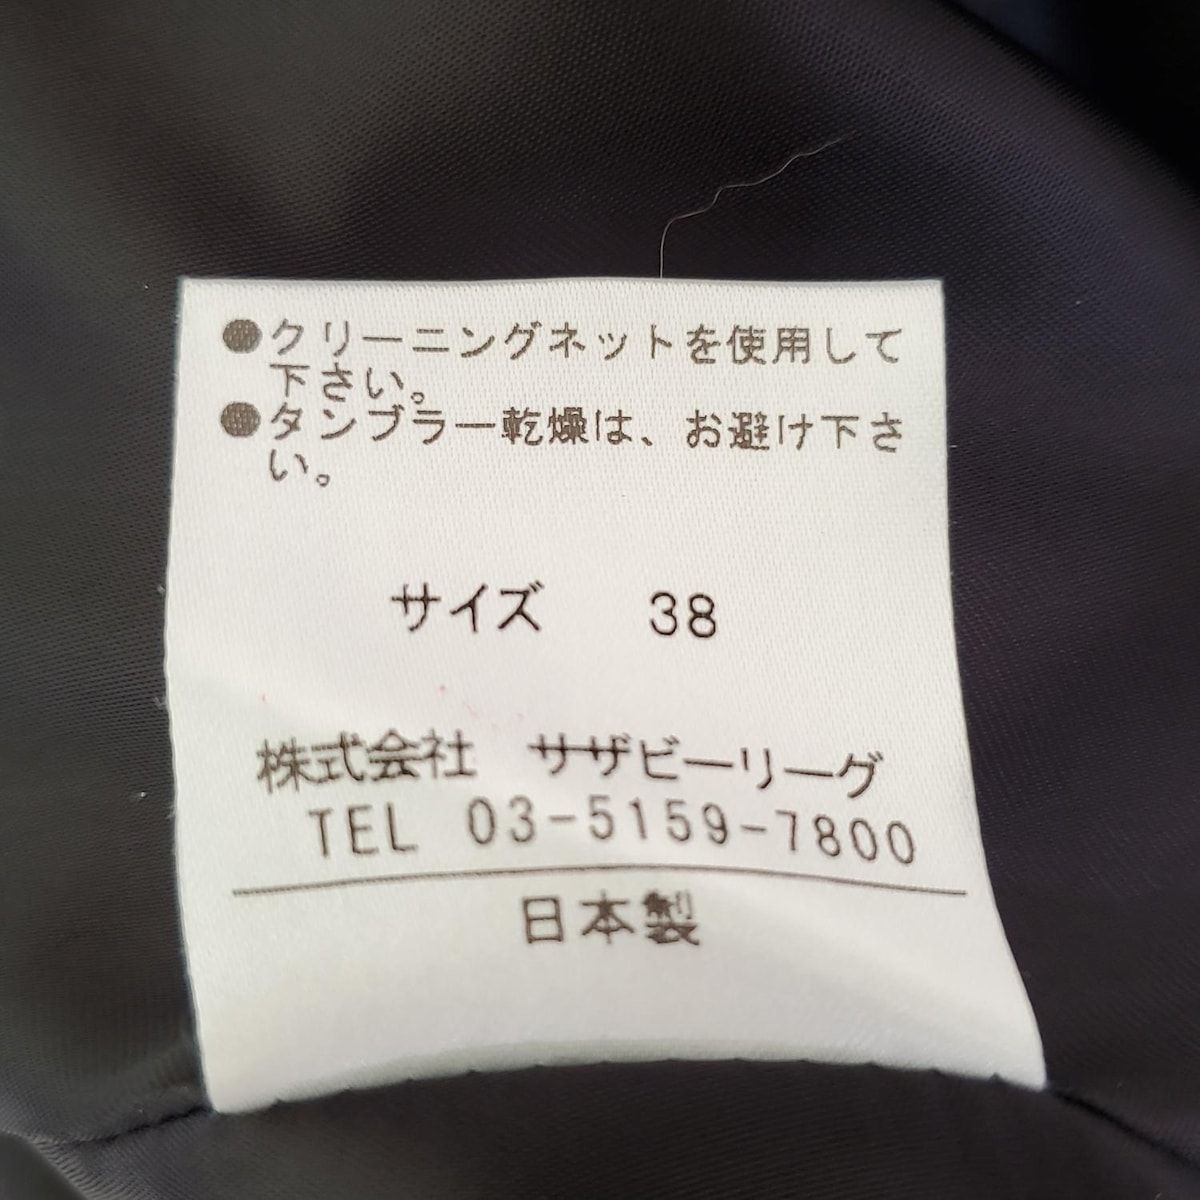 ●クリーニングネットを使用して
下さい。
●タンブラー乾燥は、お避け下さ
い。
サイズ 38
株式会社 サザビーリーグ
TEL 03-5159-7800
日本製